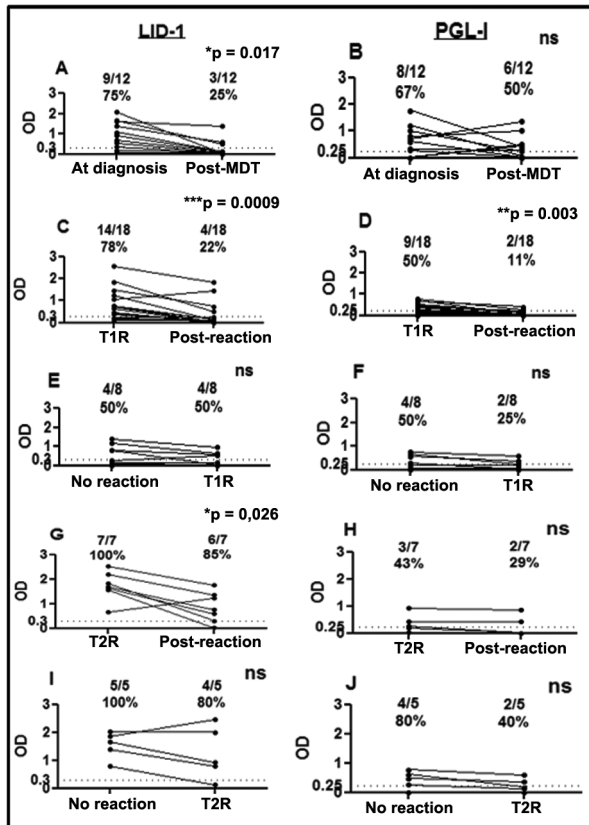 LID-1
PGL-I
*p = 0.017
A
9/12 3/12
75% 25%
OD
3
2
1
0.3
0
At diagnosis Post-MDT
ns
B
8/12 6/12
67% 50%
OD
3
2
1
0.25
0
At diagnosis Post-MDT
***p = 0.0009
C
14/18 4/18
78% 22%
OD
3
2
1
0.3
0
T1R Post-reaction
**p = 0.003
D
9/18 2/18
50% 11%
OD
3
2
1
0.25
0
T1R Post-reaction
ns
E
4/8 4/8
50% 50%
OD
3
2
1
0.3
0
No reaction T1R
ns
F
4/8 2/8
50% 25%
OD
3
2
1
0.25
0
No reaction T1R
*p = 0,026
G
7/7 6/7
100% 85%
OD
3
2
1
0.3
0
T2R Post-reaction
ns
H
3/7 2/7
43% 29%
OD
3
2
1
0.25
0
T2R Post-reaction
ns
I
5/5 4/5
100% 80%
OD
3
2
1
0.3
0
No reaction T2R
ns
J
4/5 2/5
80% 40%
OD
3
2
1
0.25
0
No reaction T2R